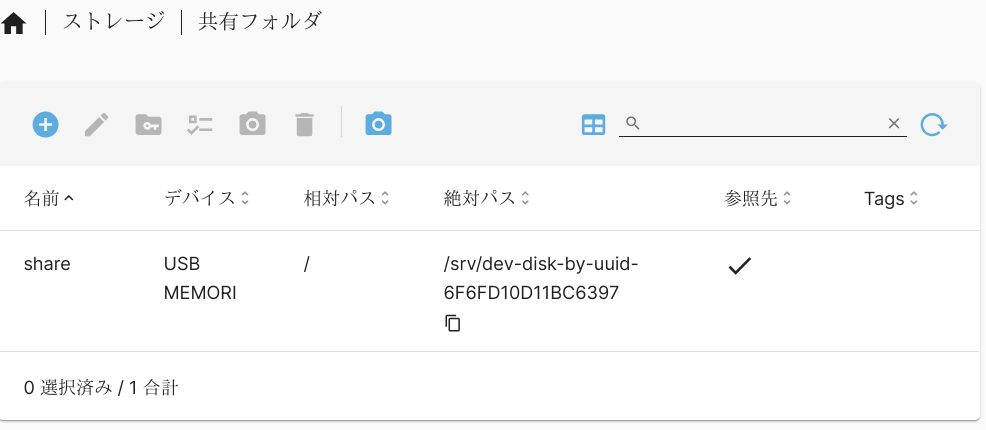 ストレージ | 共有フォルダ
名前 デバイス 相対パス 絶対パス 参照先 Tags
share USB / /srv/dev-disk-by-uuid-
MEMORI 6F6FD10D11BC6397
0 選択済み / 1 合計